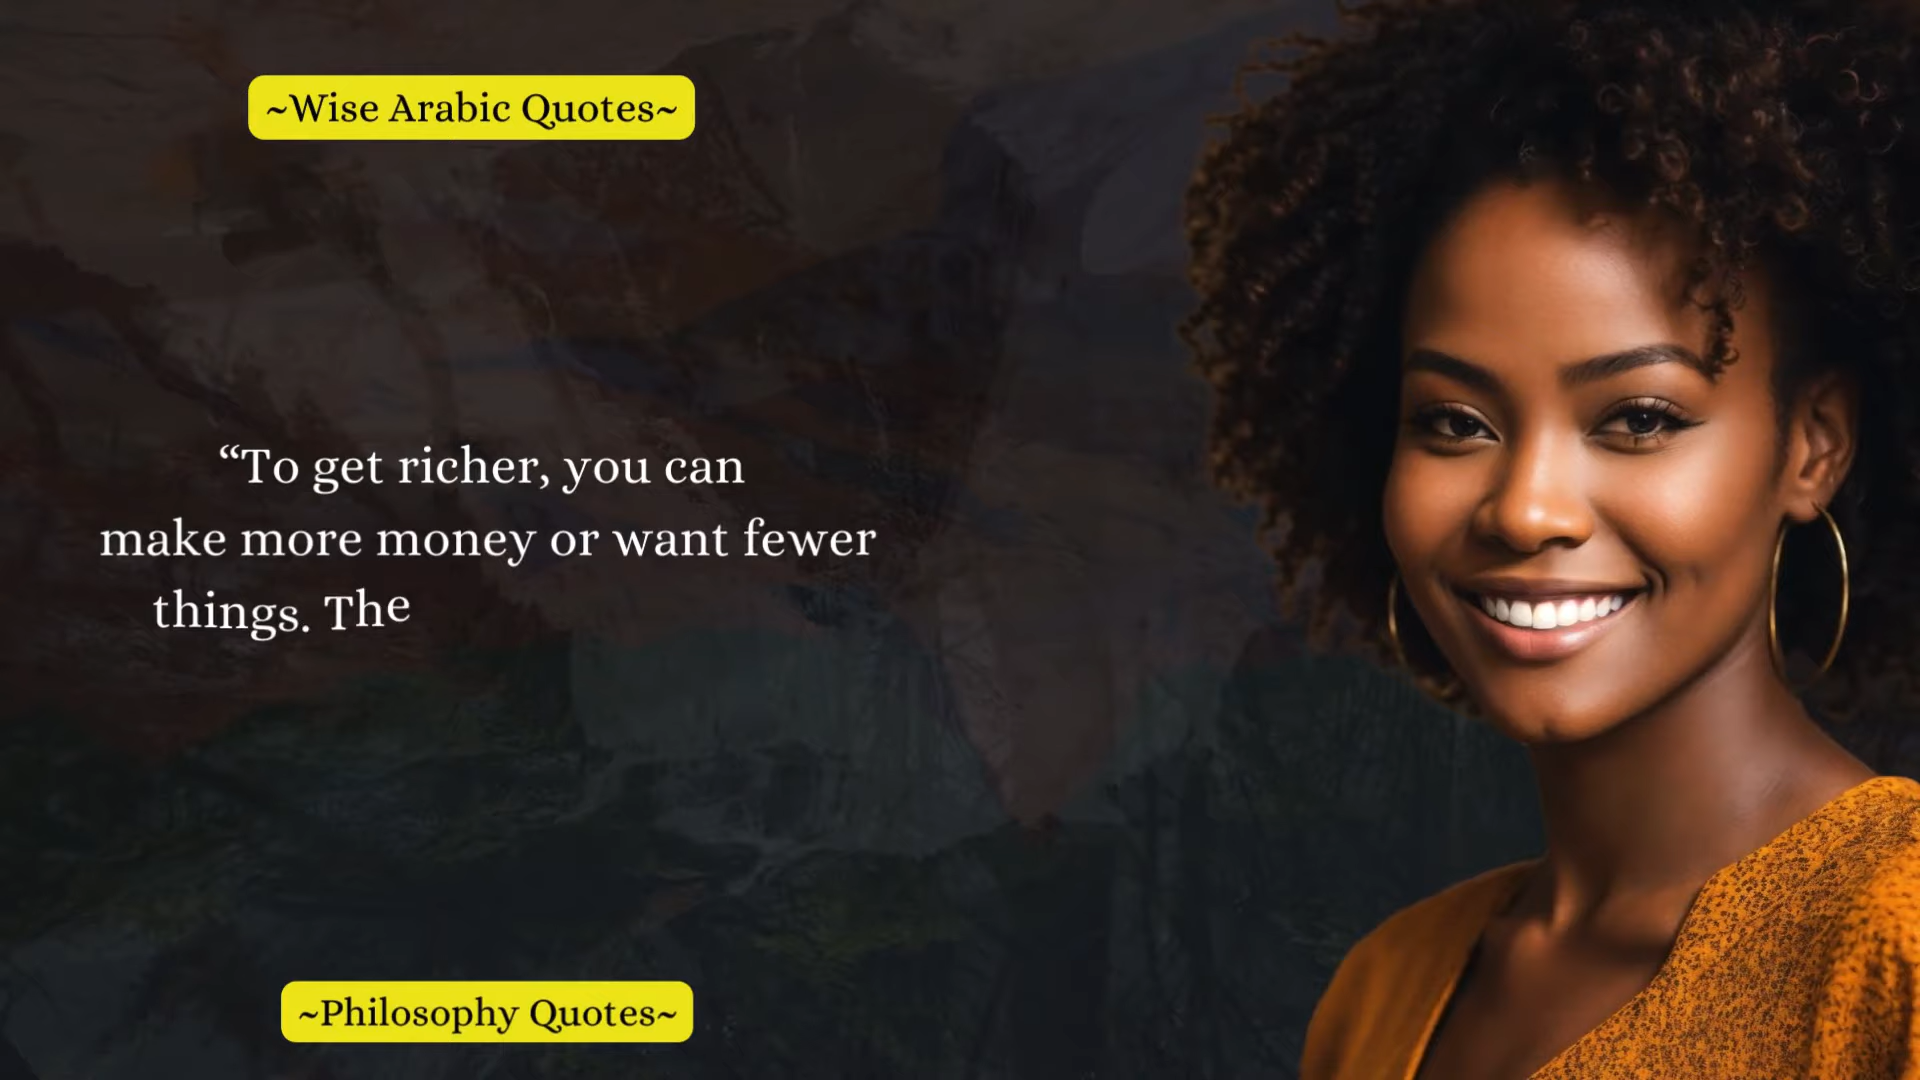 ~Wise Arabic Quotes~
“To get richer, you can
make more money or want fewer
things. The
~Philosophy Quotes~